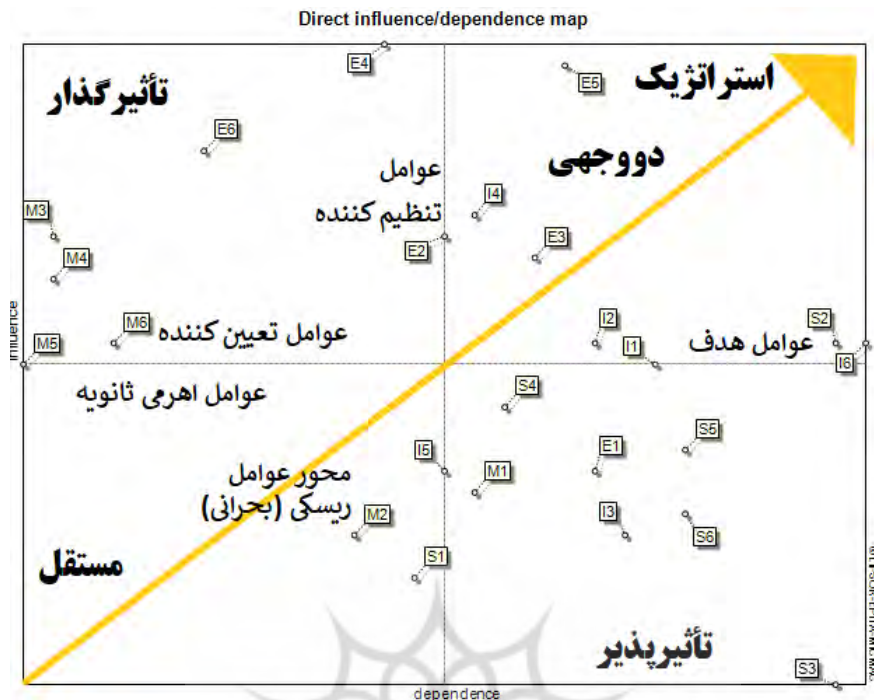 Direct influence/dependence map
E4
استراتژیک
تأثیرگذار
E5
E6
دووجهی
عوامل
تنظیم کننده
I4
M3
E2
E3
M4
M6
عوامل تعیین کننده
I2
S2
M5
I1
عوامل هدف
I6
influence
عوامل اهرمی ثانویه
S4
I5
S5
E1
محور عوامل
ریسکی (بحرانی)
M1
M2
I3
S6
S1
مستقل
تأثیرپذیر
S3
dependence